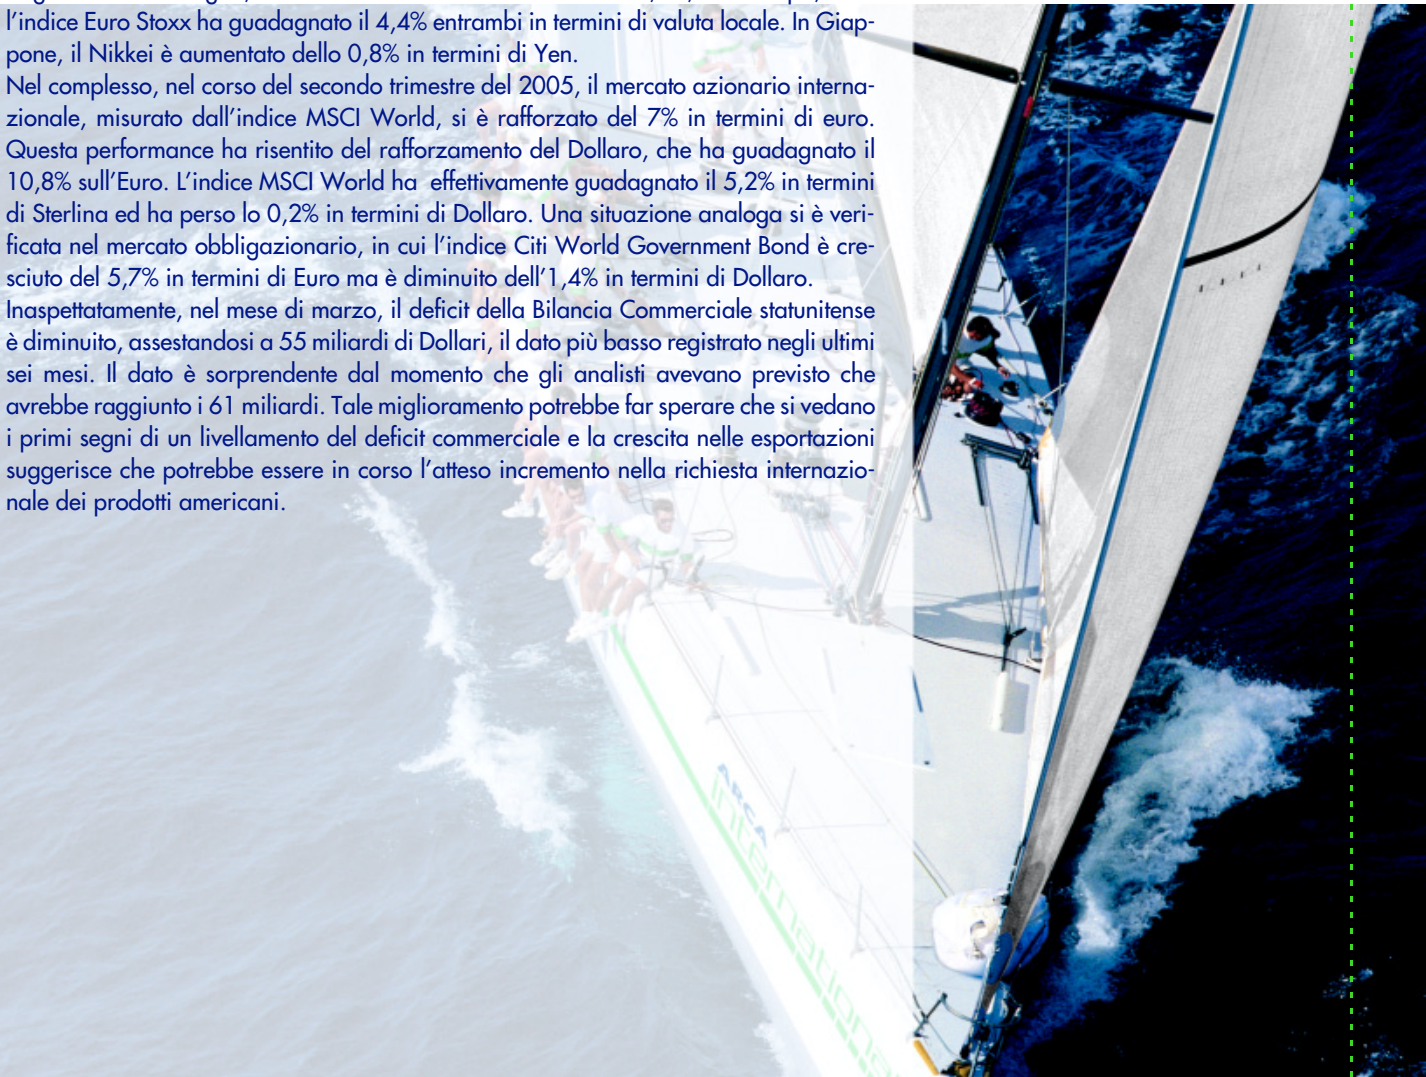 l'indice Euro Stoxx ha guadagnato il 4,4% entrambi in termini di valuta locale. In Giap-
pone, il Nikkei è aumentato dello 0,8% in termini di Yen.
Nel complesso, nel corso del secondo trimestre del 2005, il mercato azionario interna-
zionale, misurato dall'indice MSCI World, si è rafforzato del 7% in termini di euro.
Questa performance ha risentito del rafforzamento del Dollaro, che ha guadagnato il
10,8% sull'Euro. L'indice MSCI World ha effettivamente guadagnato il 5,2% in termini
di Sterlina ed ha perso lo 0,2% in termini di Dollaro. Una situazione analoga si è veri-
ficata nel mercato obbligazionario, in cui l'indice Citi World Government Bond è cre-
sciuto del 5,7% in termini di Euro ma è diminuito dell'1,4% in termini di Dollaro.
Inaspettatamente, nel mese di marzo, il deficit della Bilancia Commerciale statunitense
è diminuito, assestandosi a 55 miliardi di Dollari, il dato più basso registrato negli ultimi
sei mesi. Il dato è sorprendente dal momento che gli analisti avevano previsto che
avrebbe raggiunto i 61 miliardi. Tale miglioramento potrebbe far sperare che si vedano
i primi segni di un livellamento del deficit commerciale e la crescita nelle esportazioni
suggerisce che potrebbe essere in corso l'atteso incremento nella richiesta internazio-
nale dei prodotti americani.
ARCA
internationa